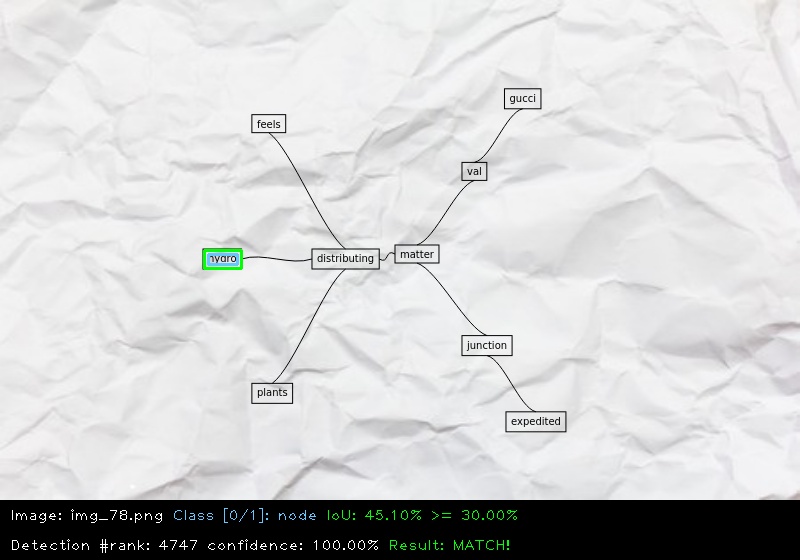 gucci
feels
val
hydro
distributing
matter
junction
plants
expedited
Image: img_78.png Class [0/1]: node IoU: 45.10% >= 30.00%
Detection #rank: 4747 confidence: 100.00% Result: MATCH!